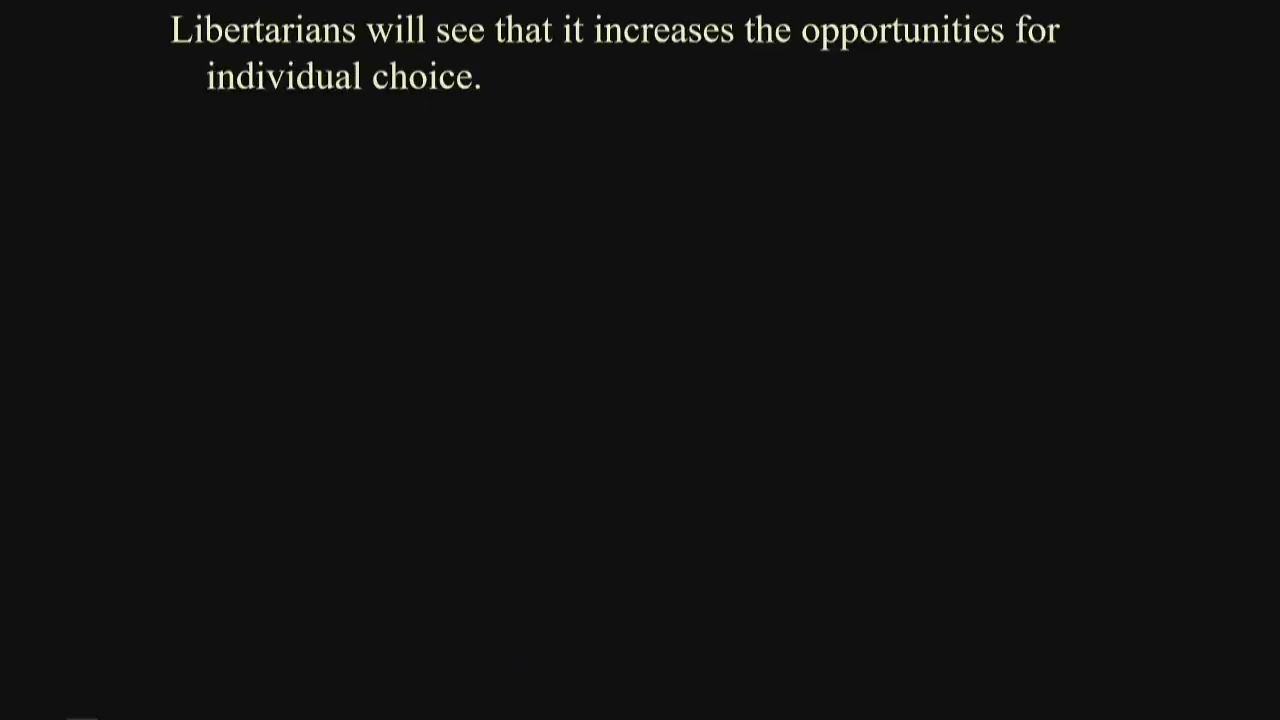 Libertarians will see that it increases the opportunities for
individual choice.